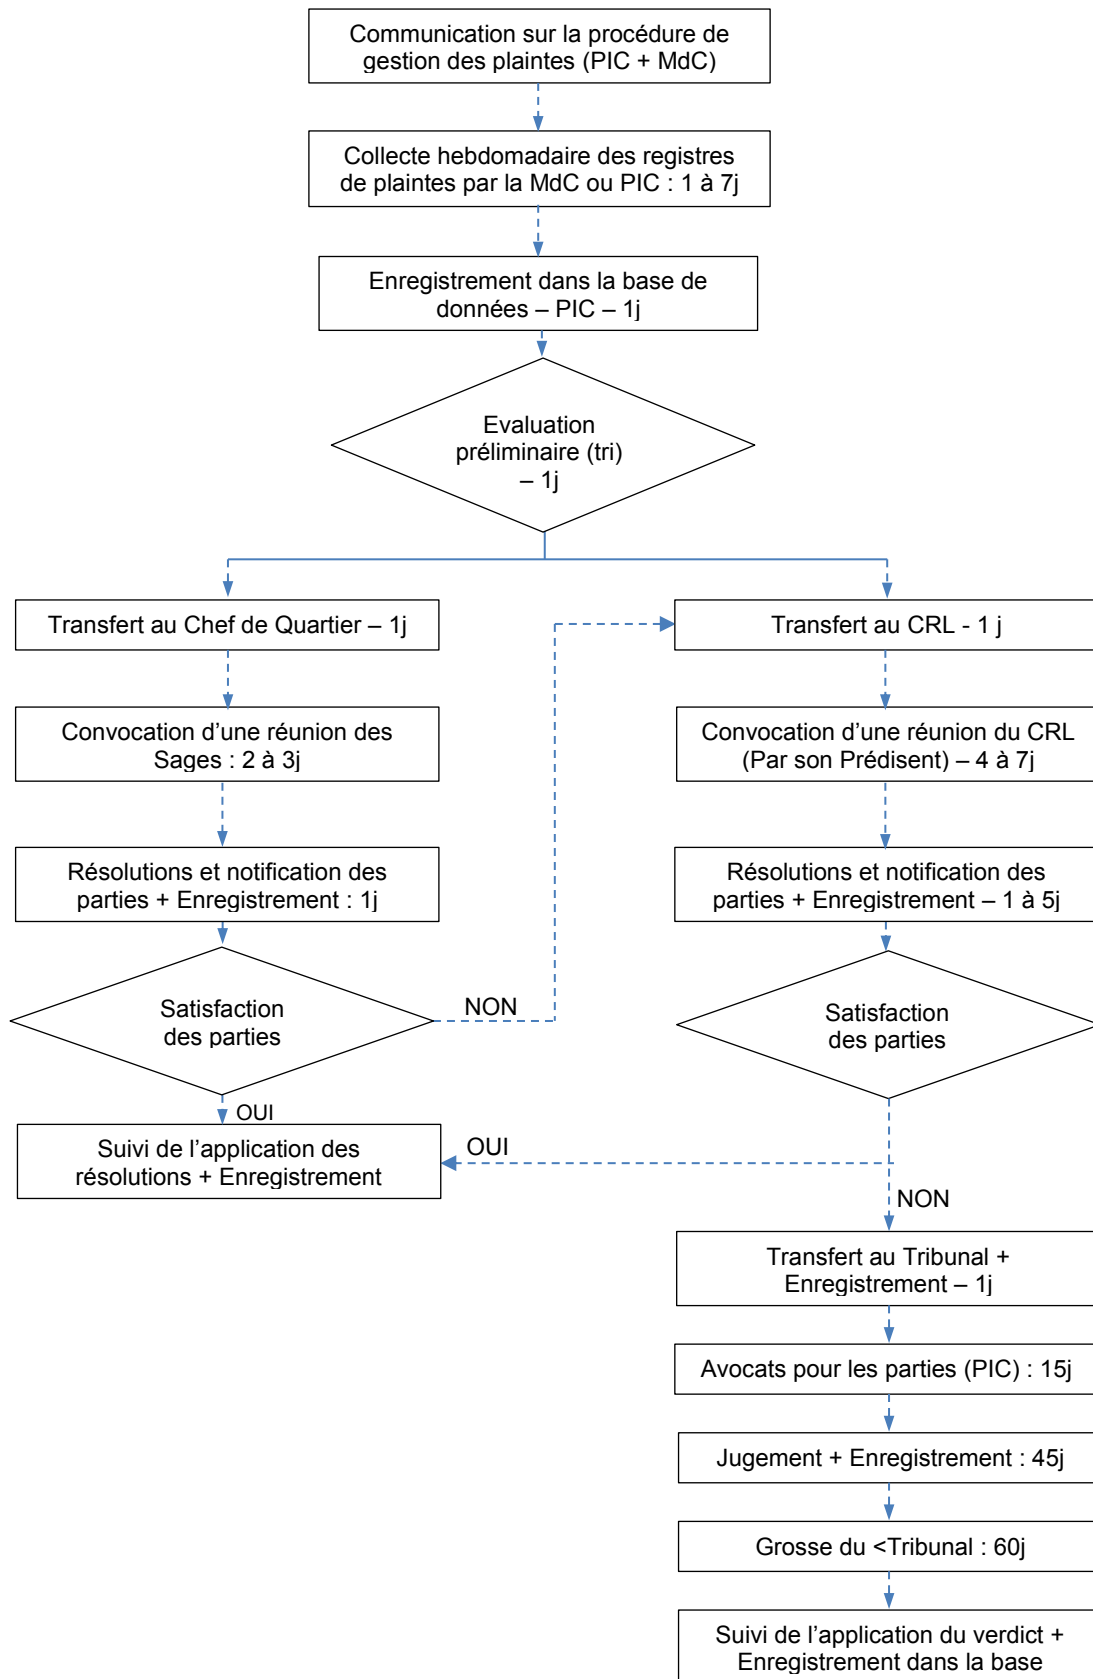 Communication sur la procédure de
gestion des plaintes (PIC + MdC)
Collecte hebdomadaire des registres
de plaintes par la MdC ou PIC : 1 à 7j
Enregistrement dans la base de
données – PIC – 1j
Evaluation
préliminaire (tri)
– 1j
Transfert au Chef de Quartier – 1j
Transfert au CRL - 1 j
Convocation d’une réunion des
Sages : 2 à 3j
Convocation d’une réunion du CRL
(Par son Prédisent) – 4 à 7j
Résolutions et notification des
parties + Enregistrement : 1j
Résolutions et notification des
parties + Enregistrement – 1 à 5j
Satisfaction
des parties
NON
Satisfaction
des parties
OUI
Suivi de l’application des
résolutions + Enregistrement
OUI
NON
Transfert au Tribunal +
Enregistrement – 1j
Avocats pour les parties (PIC) : 15j
Jugement + Enregistrement : 45j
Grosse du <Tribunal : 60j
Suivi de l’application du verdict +
Enregistrement dans la base